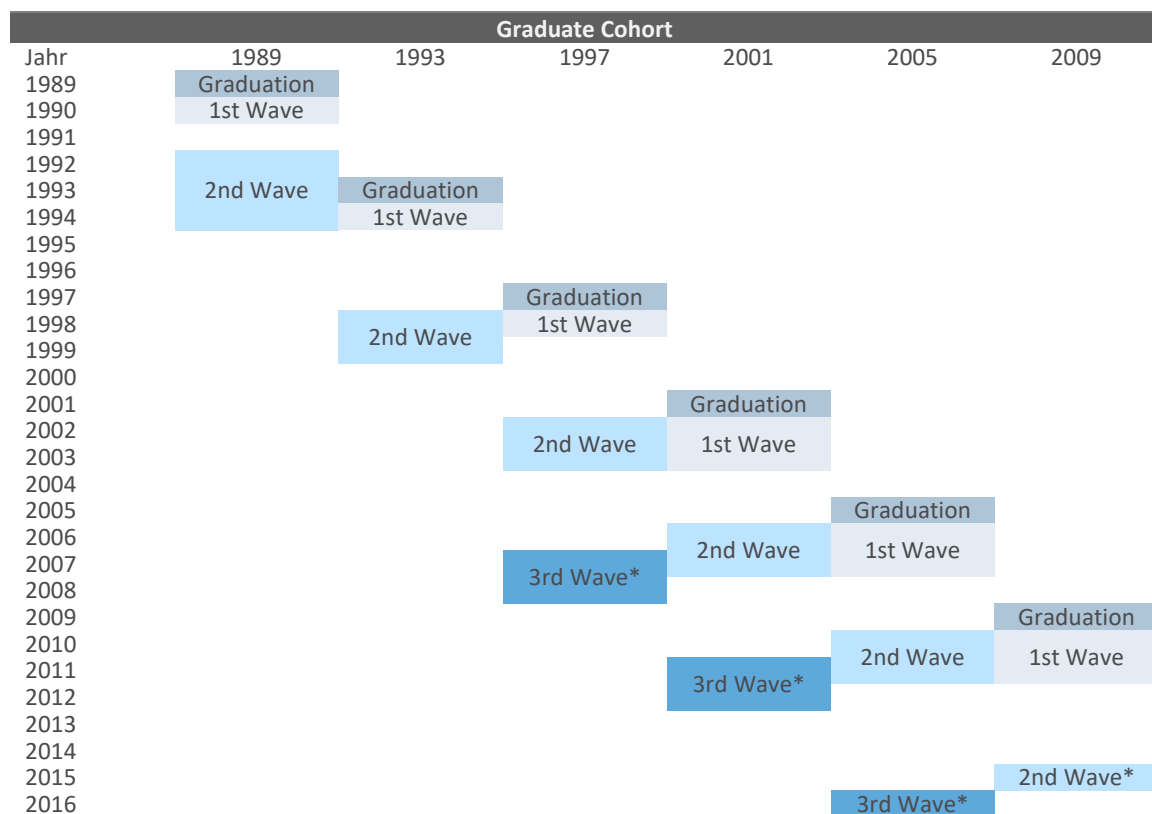 Graduate Cohort
Jahr 1989 1993 1997 2001 2005 2009
1989 Graduation
1990 1st Wave
1991
1992
1993 2nd Wave Graduation
1994 1st Wave
1995
1996
1997 Graduation
1998 1st Wave
2nd Wave
1999
2000
2001 Graduation
2002
2nd Wave 1st Wave
2003
2004
2005 Graduation
2006
2nd Wave 1st Wave
2007
3rd Wave*
2008
2009 Graduation
2010
2nd Wave 1st Wave
2011
3rd Wave*
2012
2013
2014
2015 2nd Wave*
2016 3rd Wave*